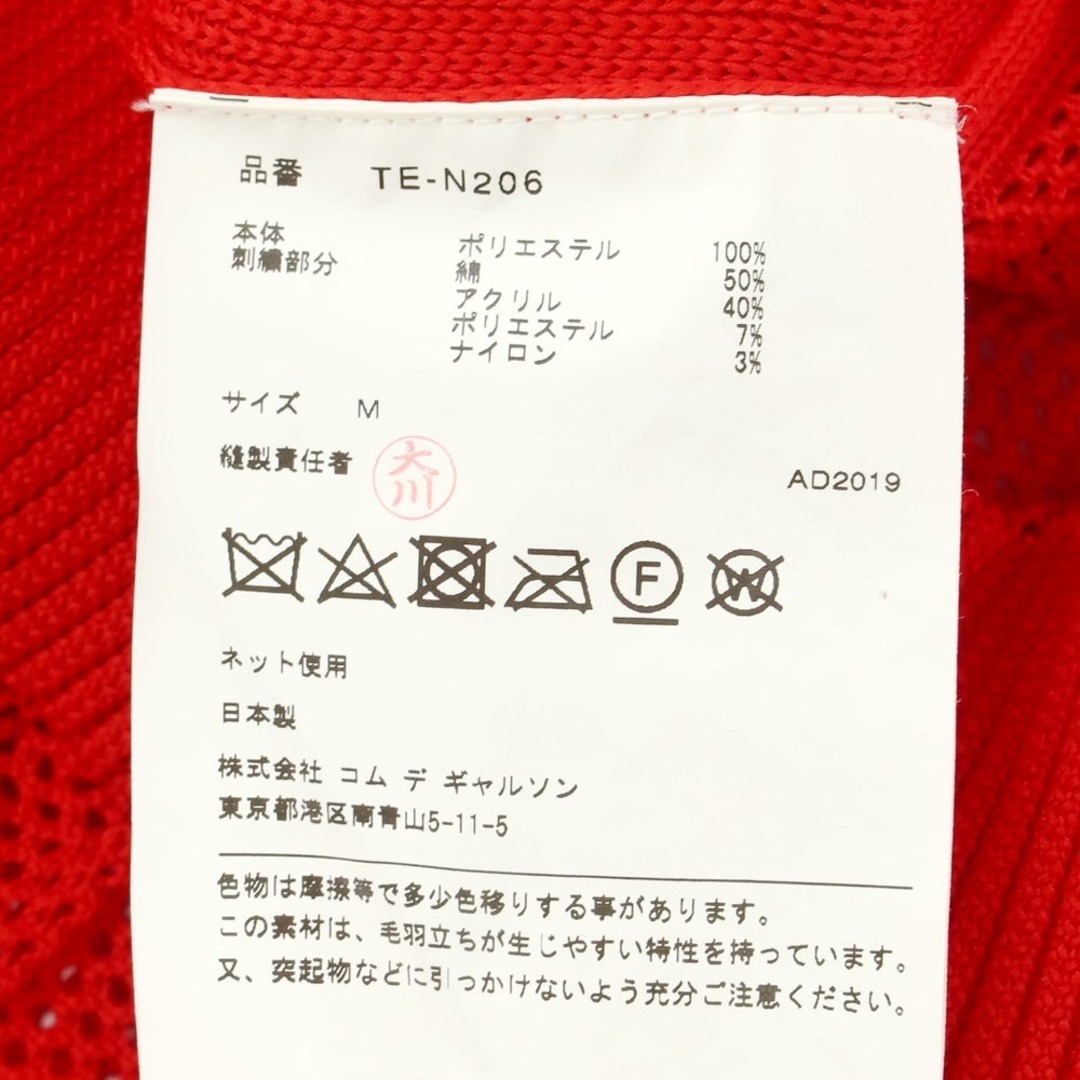 品番 TE-N206
本体 ポリエステル 100%
刺繍部分 綿 50%
アクリル 40%
ポリエステル 7%
ナイロン 3%
サイズ M
縫製責任者 大川 AD2019
F W
ネット使用
日本製
株式会社 コム デ ギャルソン
東京都港区南青山5-11-5
色物は摩擦等で多少色移りする事があります。
この素材は、毛羽立ちが生じやすい特性を持っています。
又、突起物などに引っかけないよう充分ご注意ください。